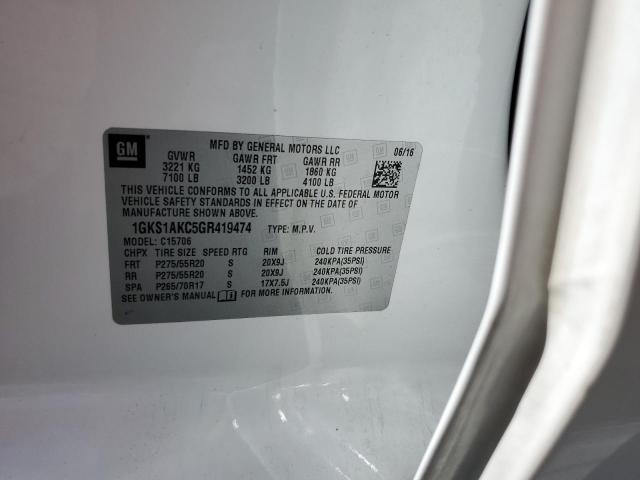 GM
MFD BY GENERAL MOTORS LLC 06/16
GVWR GAWR FRT GAWR RR
3221 KG 1452 KG 1860 KG
7100 LB 3200 LB 4100 LB
THIS VEHICLE CONFORMS TO ALL APPLICABLE U.S. FEDERAL MOTOR
VEHICLE SAFETY STANDARDS IN EFFECT ON THE DATE OF
MANUFACTURE SHOWN ABOVE.
1GKS1AKC5GR419474 TYPE: M.P.V.
MODEL: C15706
CHPX TIRE SIZE SPEED RTG RIM COLD TIRE PRESSURE
FRT P275/55R20 S 20X9J 240KPA(35PSI)
RR P275/55R20 S 20X9J 240KPA(35PSI)
SPA P265/70R17 S 17X7.5J 240KPA(35PSI)
SEE OWNER'S MANUAL FOR MORE INFORMATION.